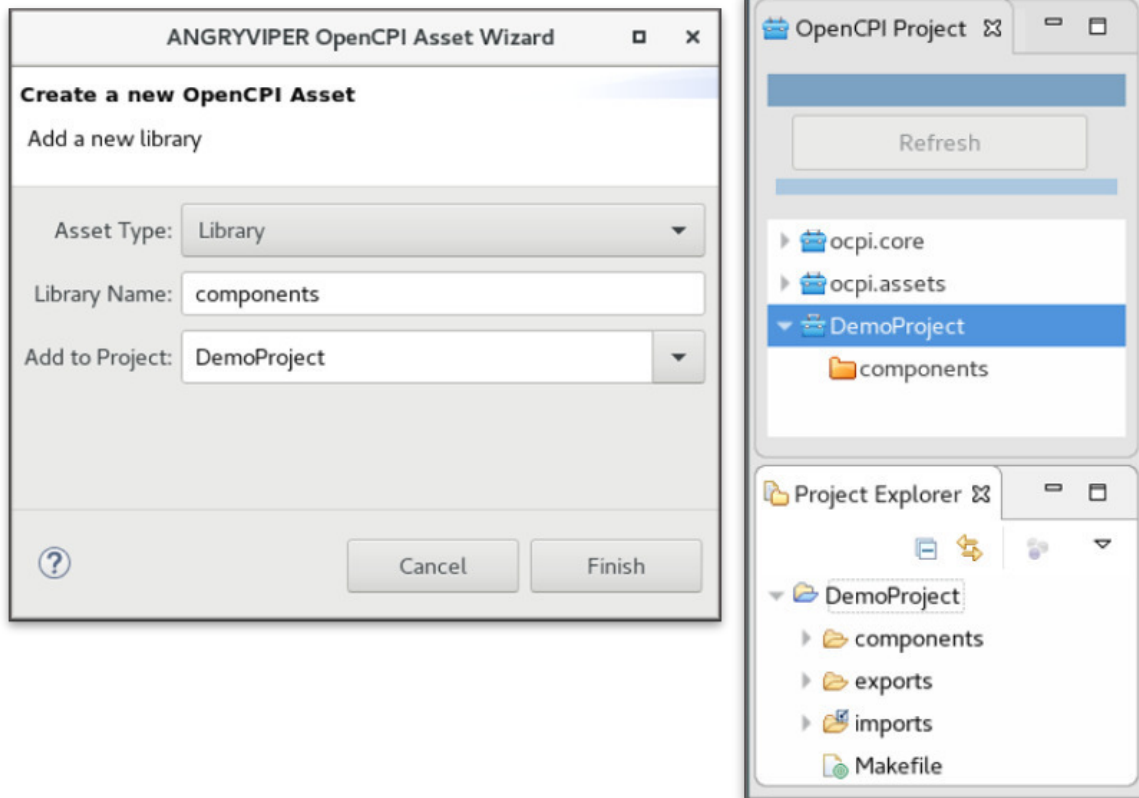 ANGRYVIPER OpenCPI Asset Wizard
Create a new OpenCPI Asset
Add a new library
Asset Type: Library
Library Name: components
Add to Project: DemoProject
Cancel
Finish
OpenCPI Project
Refresh
ocpi.core
ocpi.assets
DemoProject
components
Project Explorer
DemoProject
components
exports
imports
Makefile